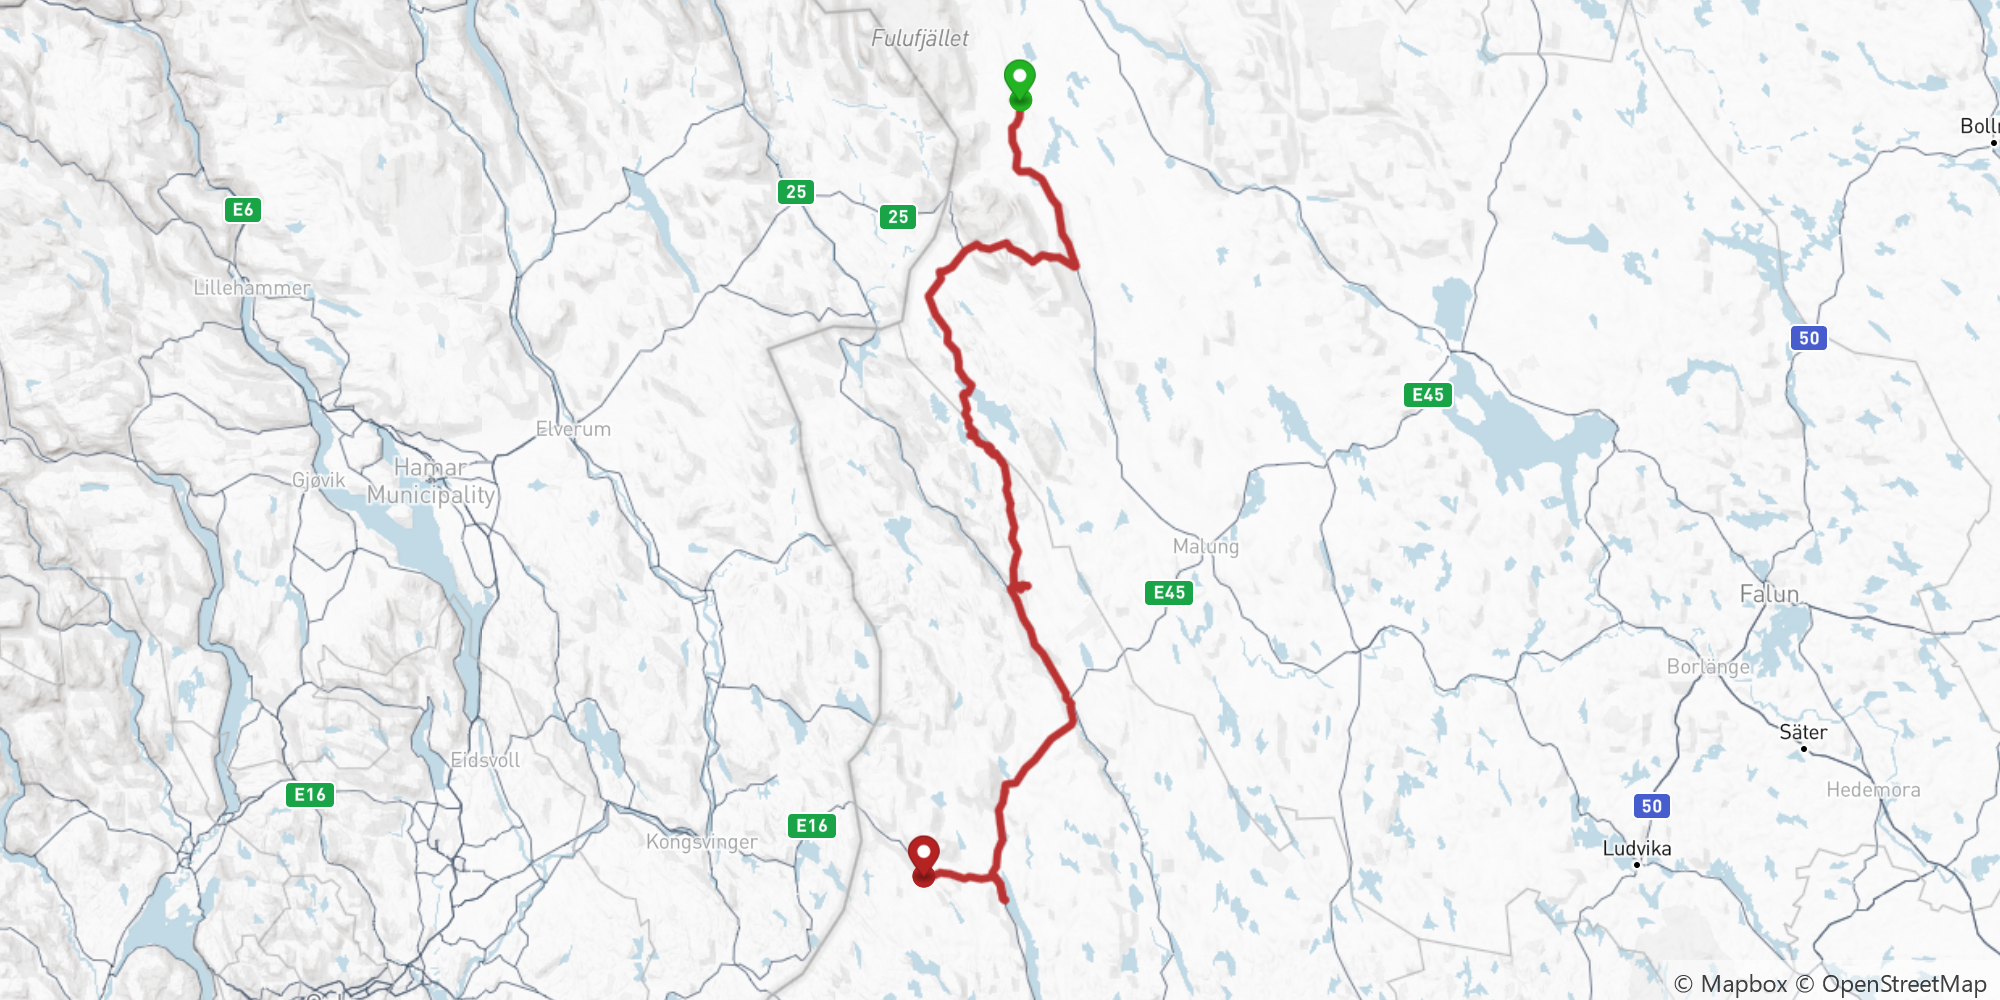 Fulufjället
Bolln
25
E6
25
Lillehammer
50
E45
Elverum
Hamar
Municipality
Gjøvik
Malung
E45
Falun
Borlänge
Säter
Eidsvoll
E16
Hedemora
50
E16
Kongsvinger
Ludvika
© Mapbox © OpenStreetMap